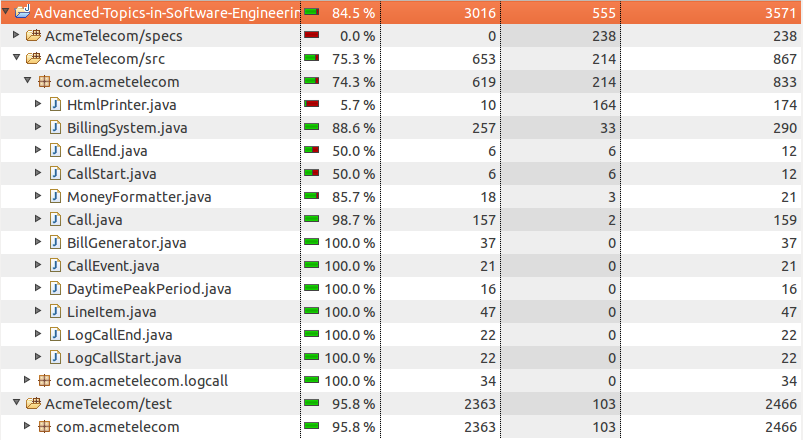 Advanced-Topics-in-Software-Engineerin 84.5 % 3016 555 3571
AcmeTelecom/specs 0.0 % 0 238 238
AcmeTelecom/src 75.3 % 653 214 867
com.acmetelecom 74.3 % 619 214 833
HtmlPrinter.java 5.7 % 10 164 174
BillingSystem.java 88.6 % 257 33 290
CallEnd.java 50.0 % 6 6 12
CallStart.java 50.0 % 6 6 12
MoneyFormatter.java 85.7 % 18 3 21
Call.java 98.7 % 157 2 159
BillGenerator.java 100.0 % 37 0 37
CallEvent.java 100.0 % 21 0 21
DaytimePeakPeriod.java 100.0 % 16 0 16
LineItem.java 100.0 % 47 0 47
LogCallEnd.java 100.0 % 22 0 22
LogCallStart.java 100.0 % 22 0 22
com.acmetelecom.logcall 100.0 % 34 0 34
AcmeTelecom/test 95.8 % 2363 103 2466
com.acmetelecom 95.8 % 2363 103 2466